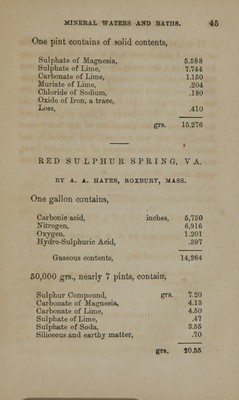 MINERAL WATERS AND BATHS. 45
One pint contains of solid contents,
Sulphate of Magnesia, 5.588
Sulphate of Lime, 7.744
Carbonate of Lime, 1.150
Muriate of Lime, .204
Chloride of Sodium, .180
Oxide of Iron, a trace,
Loss, .410
grs. 15.276
RED SULPHUR SPRING, VA.
BY A. A. HAYES, ROXBURY, MASS.
One gallon contains,
Carbonic acid, inches, 5,750
Nitrogen, 6,916
Oxygen, 1.201
Hydro-Sulphuric Acid, .397
Gaseous contents, 14,264
50,000 grs., nearly 7 pints, contain,
Sulphur Compound, grs. 7.20
Carbonate of Magnesia, 4.13
Carbonate of Lime, 4.50
Sulphate of Lime, .47
Sulphate of Soda, 3.55
Siliceous and earthy matter, .70
grs. 20.55